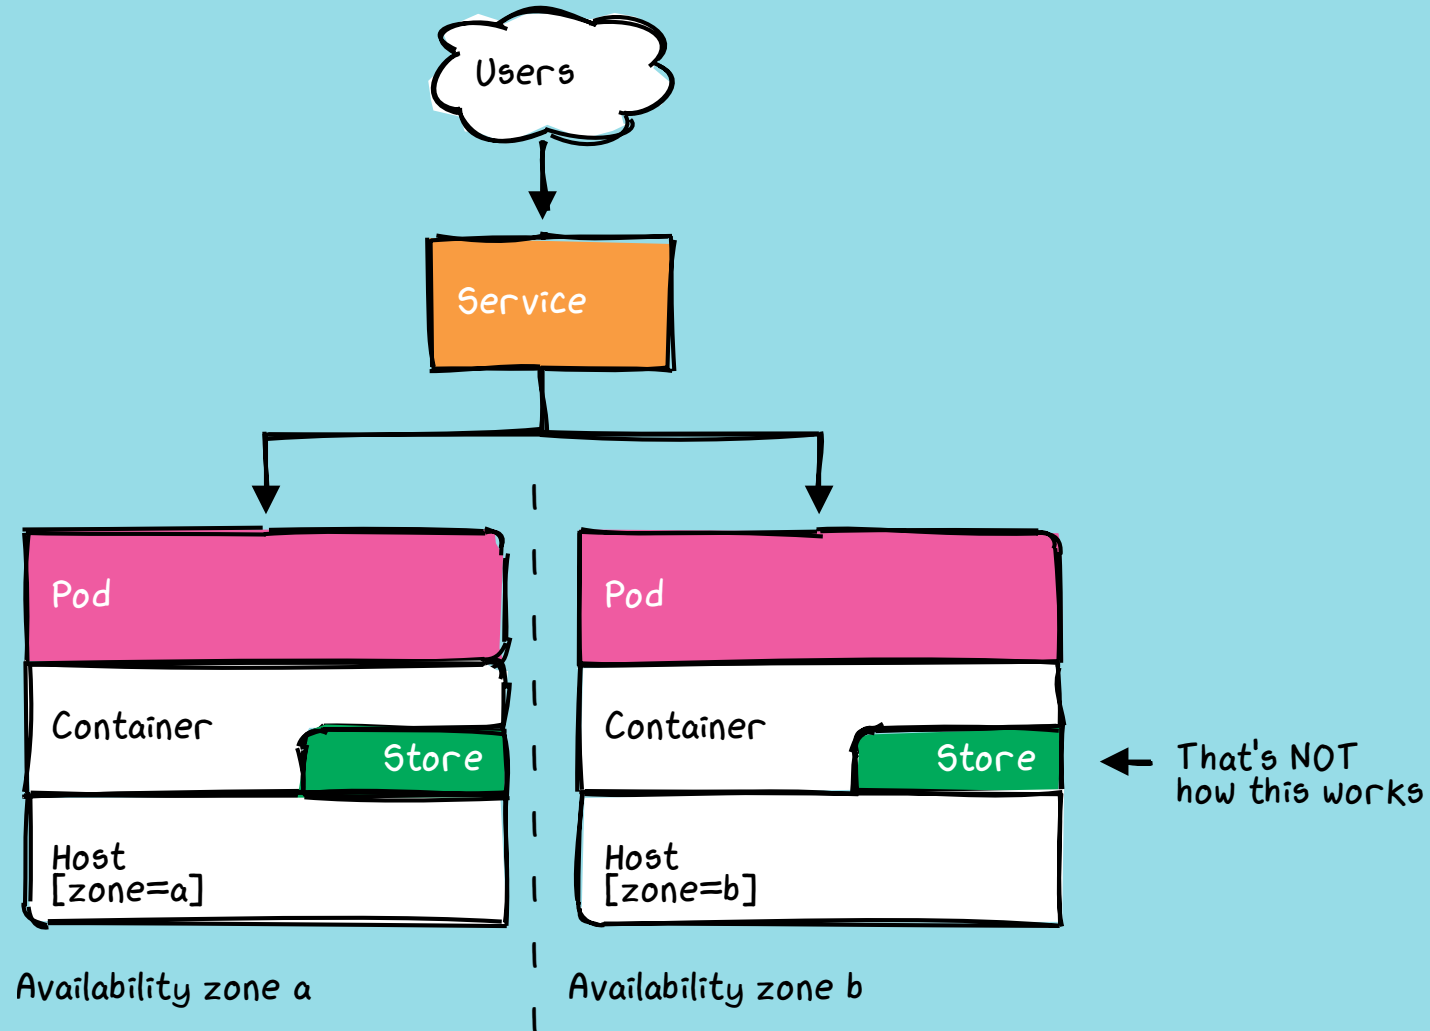 Users
Service
Pod
Pod
Container
Store
Container
Store
That's NOT
how this works
Host
[zone=a]
Host
[zone=b]
Availability zone a
Availability zone b